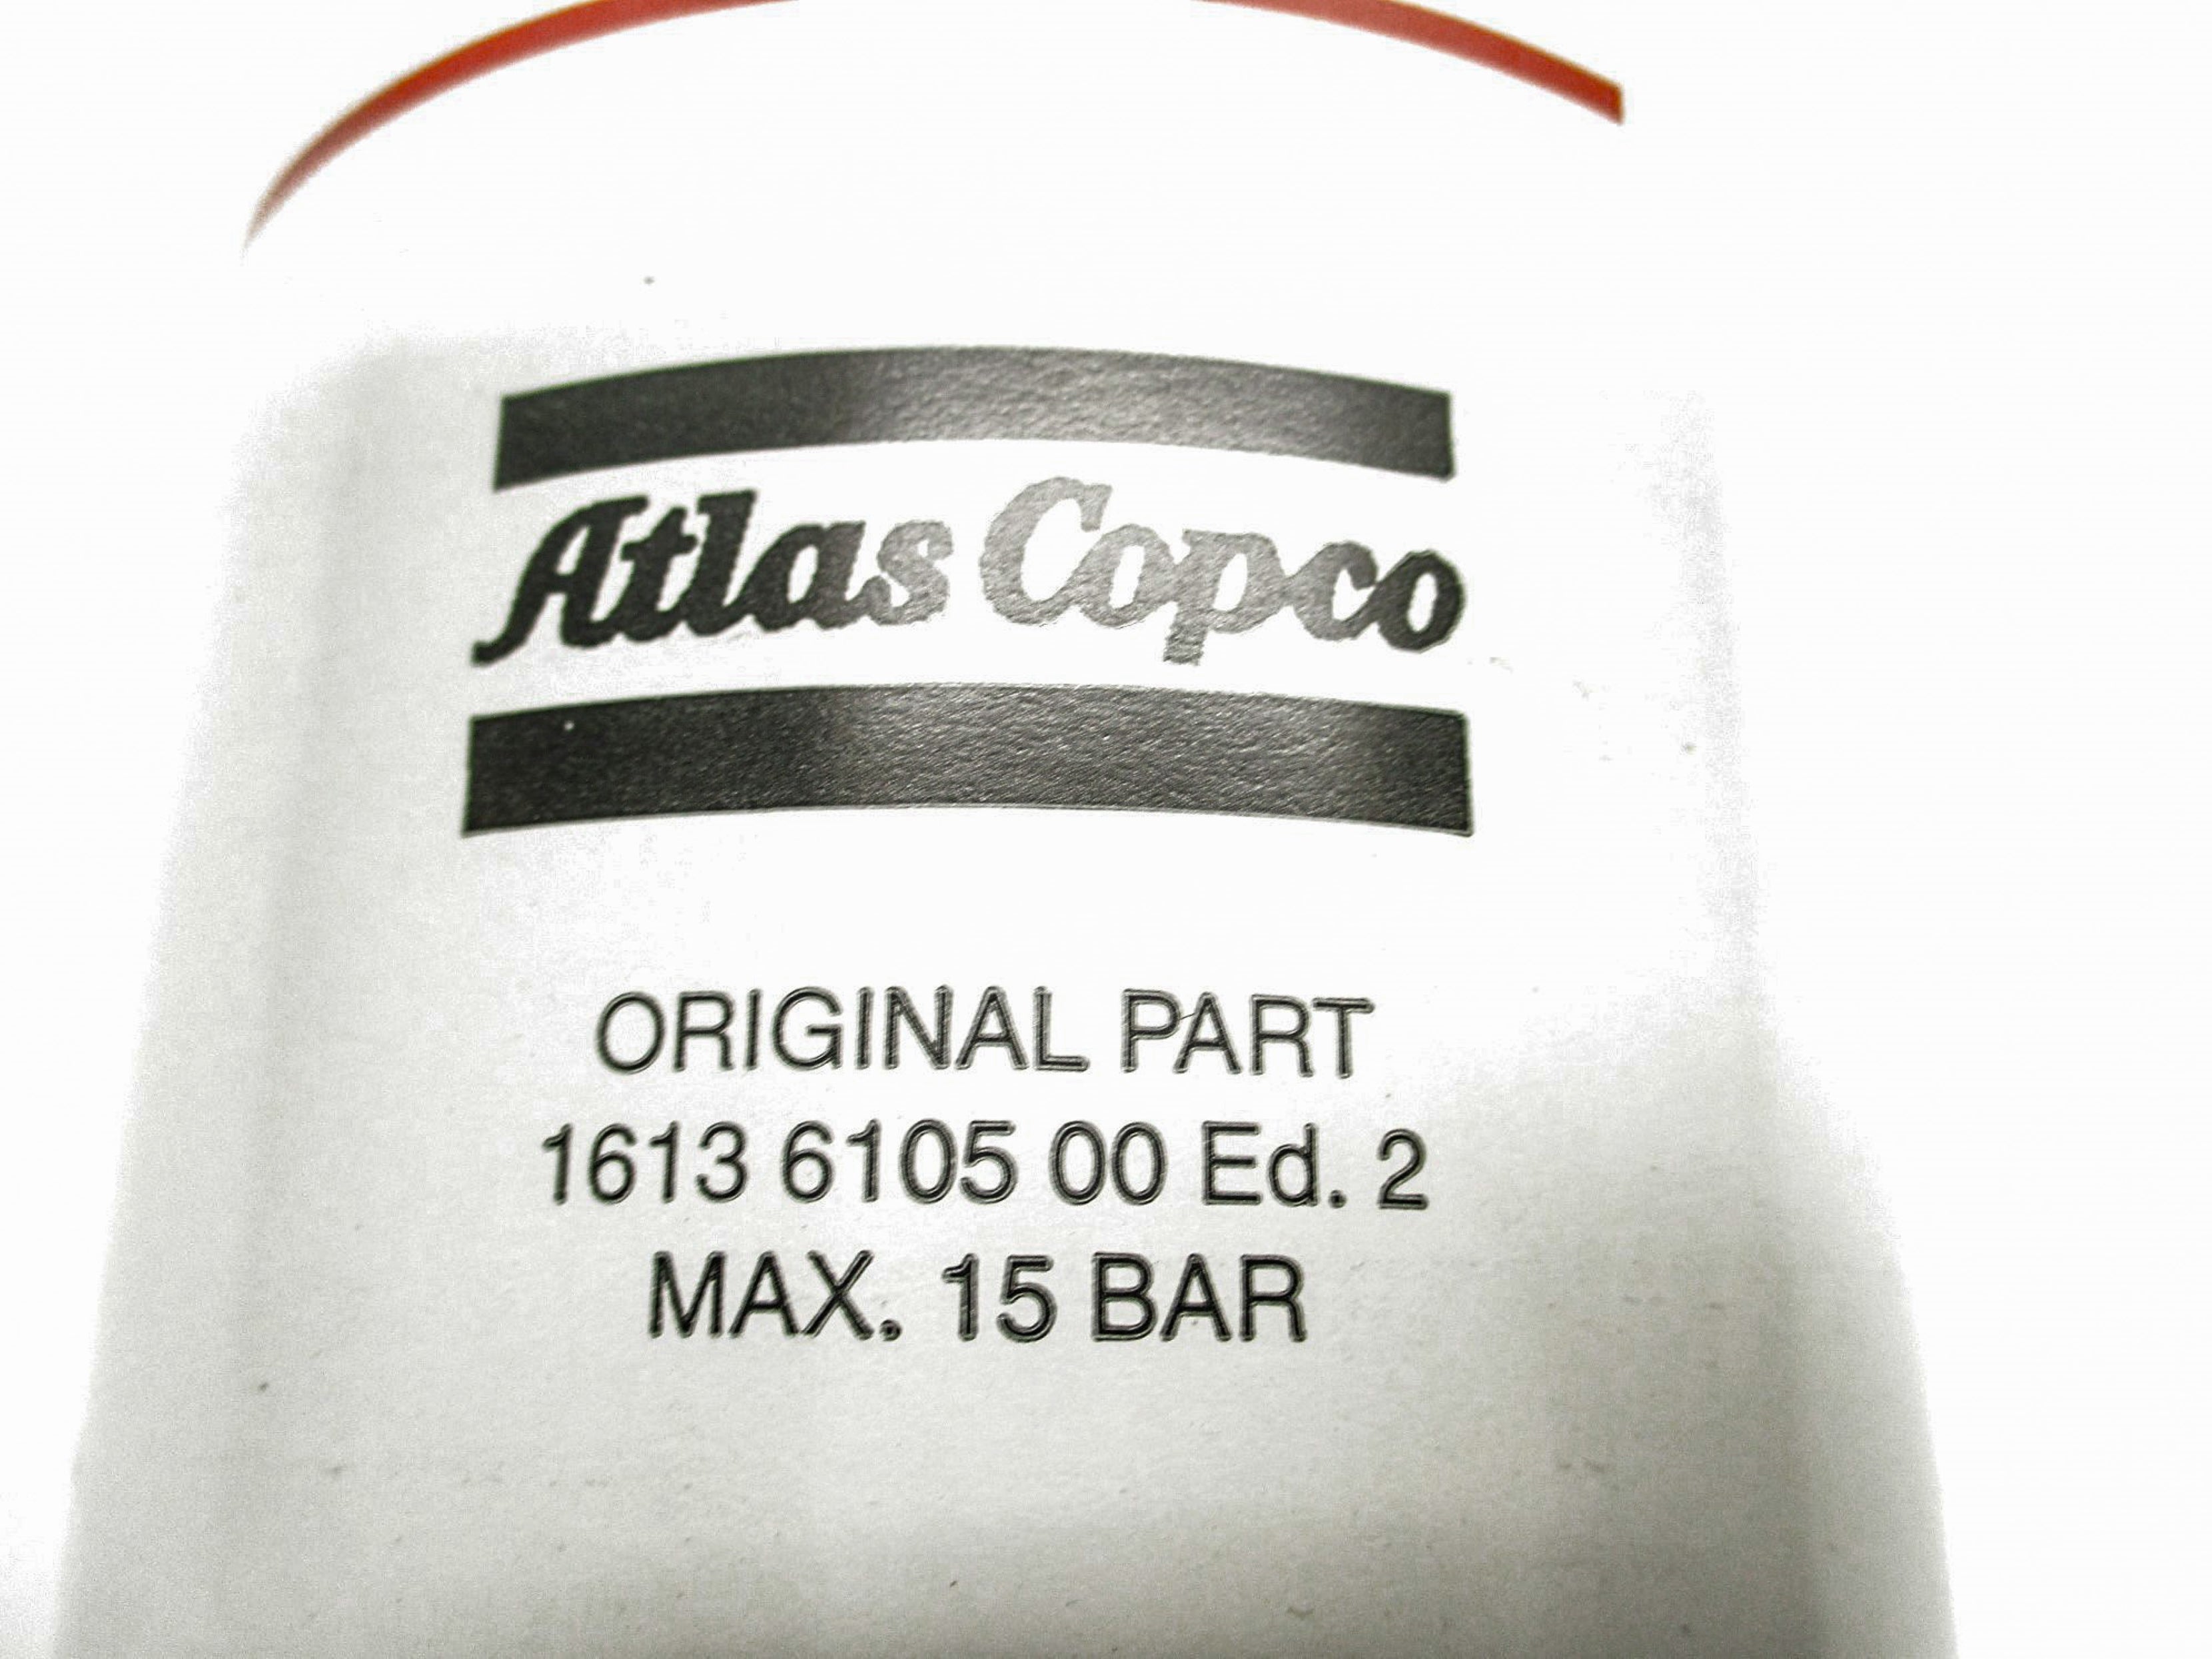 Atlas Copco
ORIGINAL PART
1613 6105 00 Ed. 2
MAX. 15 BAR